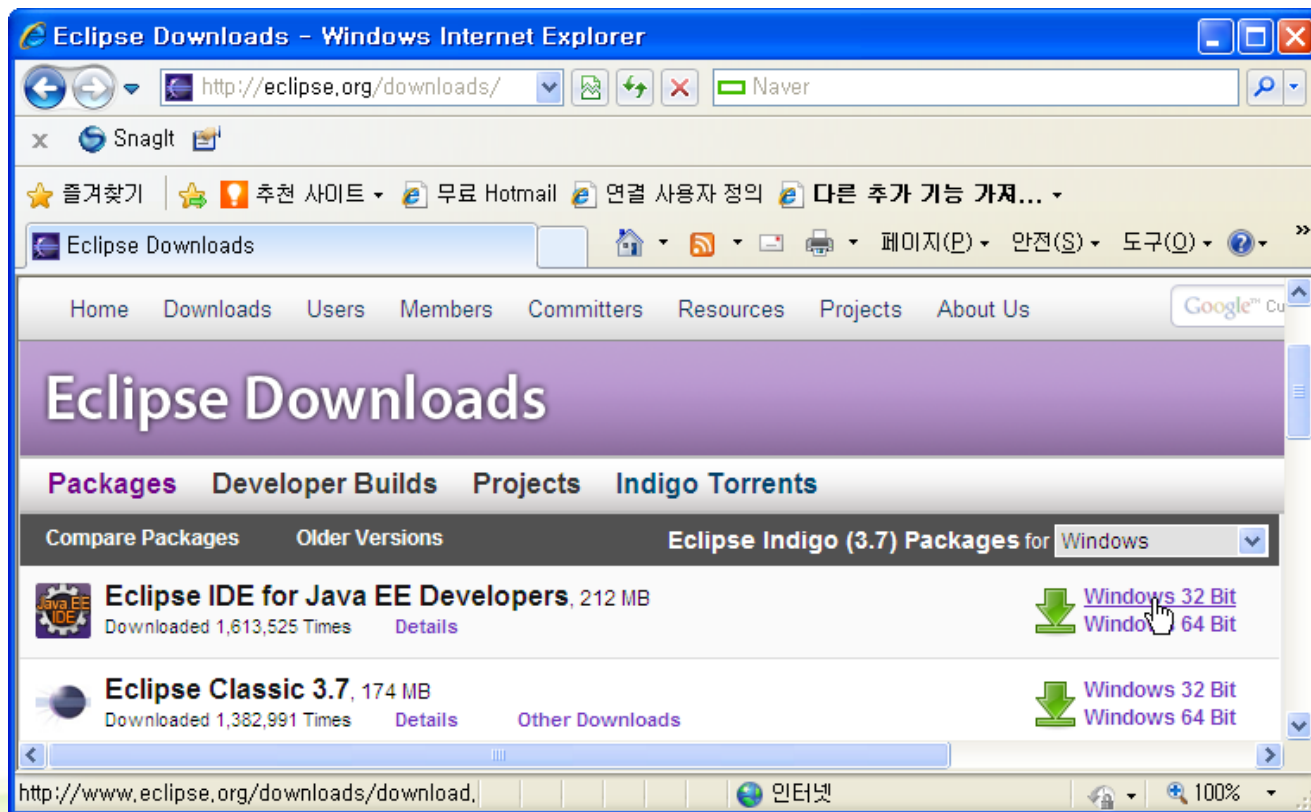 Eclipse Downloads - Windows Internet Explorer
http://eclipse.org/downloads/
Naver
x SnagIt
즐겨찾기 추천 사이트 무료 Hotmail 연결 사용자 정의 다른 추가 기능 가져...
Eclipse Downloads
페이지(P) 안전(S) 도구(O) »
Home Downloads Users Members Committers Resources Projects About Us
Google™ Cu
Eclipse Downloads
Packages Developer Builds Projects Indigo Torrents
Compare Packages Older Versions Eclipse Indigo (3.7) Packages for Windows
Java EE IDE
Eclipse IDE for Java EE Developers, 212 MB
Downloaded 1,613,525 Times Details
Windows 32 Bit
Windows 64 Bit
Eclipse Classic 3.7, 174 MB
Downloaded 1,382,991 Times Details Other Downloads
Windows 32 Bit
Windows 64 Bit
http://www.eclipse.org/downloads/download. 인터넷 100%